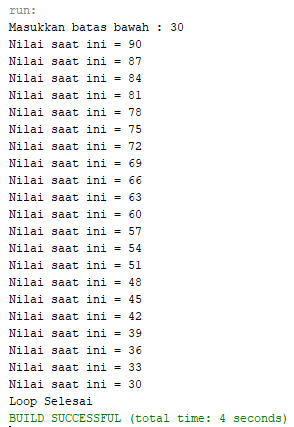 run:
Masukkan batas bawah : 30
Nilai saat ini = 90
Nilai saat ini = 87
Nilai saat ini = 84
Nilai saat ini = 81
Nilai saat ini = 78
Nilai saat ini = 75
Nilai saat ini = 72
Nilai saat ini = 69
Nilai saat ini = 66
Nilai saat ini = 63
Nilai saat ini = 60
Nilai saat ini = 57
Nilai saat ini = 54
Nilai saat ini = 51
Nilai saat ini = 48
Nilai saat ini = 45
Nilai saat ini = 42
Nilai saat ini = 39
Nilai saat ini = 36
Nilai saat ini = 33
Nilai saat ini = 30
Loop Selesai
BUILD SUCCESSFUL (total time: 4 seconds)